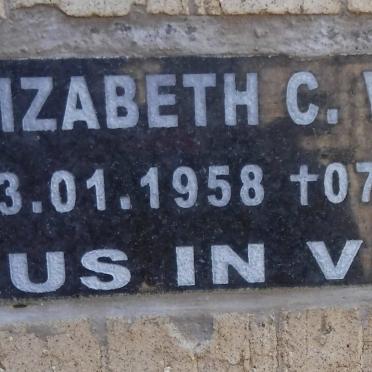 IZABETH C.
3.01.1958 †07
US IN V